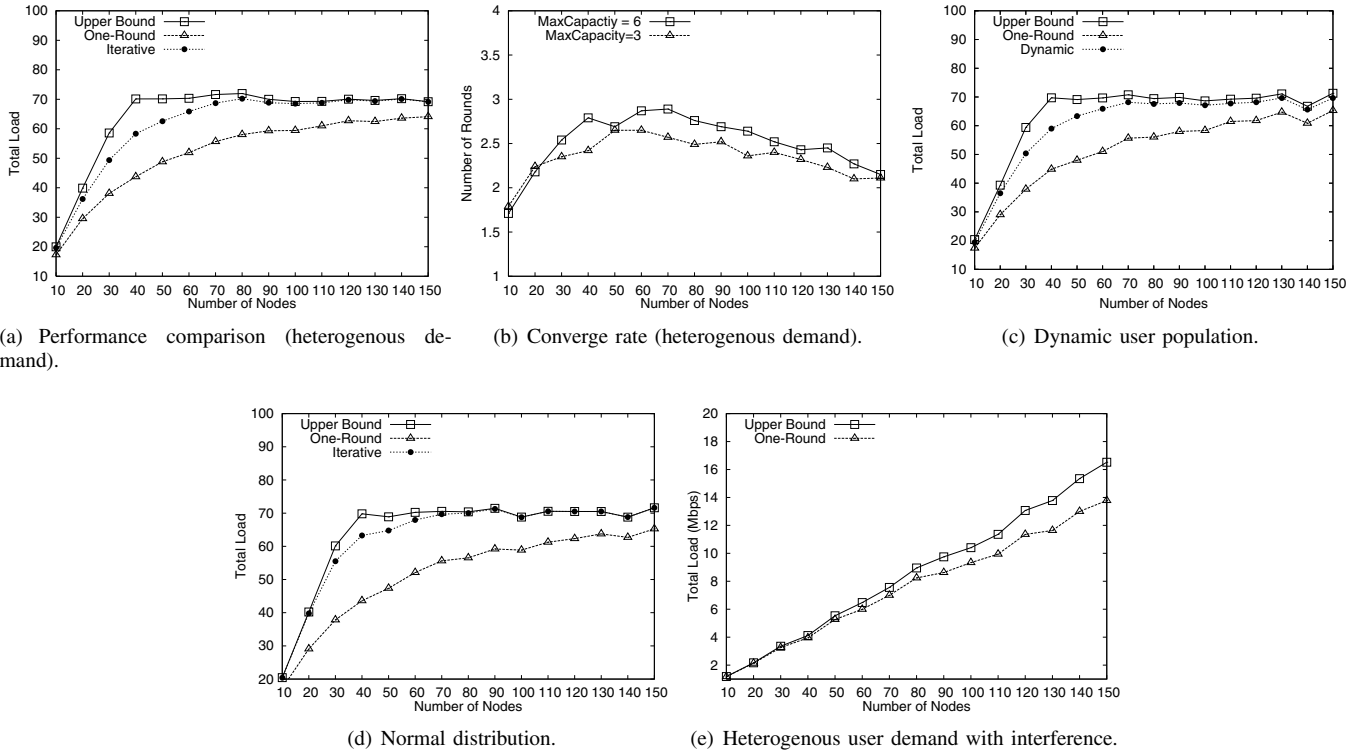 100
90
80
70
60
50
40
30
20
10
Total Load
Upper Bound
One-Round
Iterative
10 20 30 40 50 60 70 80 90 100 110 120 130 140 150
Number of Nodes
(a) Performance comparison (heterogenous de-
mand).
4
3.5
3
2.5
2
1.5
1
Number of Rounds
MaxCapactiy = 6
MaxCapacity=3
10 20 30 40 50 60 70 80 90 100 110 120 130 140 150
Number of Nodes
(b) Converge rate (heterogenous demand).
100
90
80
70
60
50
40
30
20
10
Total Load
Upper Bound
One-Round
Dynamic
10 20 30 40 50 60 70 80 90 100 110 120 130 140 150
Number of Nodes
(c) Dynamic user population.
100
90
80
70
60
50
40
30
20
Total Load
Upper Bound
One-Round
Iterative
10 20 30 40 50 60 70 80 90 100 110 120 130 140 150
Number of Nodes
(d) Normal distribution.
20
18
16
14
12
10
8
6
4
2
Total Load (Mbps)
Upper Bound
One-Round
10 20 30 40 50 60 70 80 90 100 110 120 130 140 150
Number of Nodes
(e) Heterogenous user demand with interference.